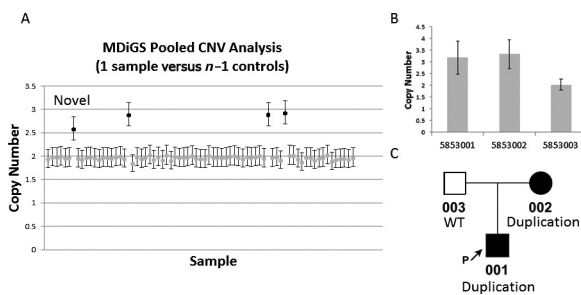 A
MDiGS Pooled CNV Analysis
(1 sample versus n–1 controls)
Novel
Copy Number
3.5
3
2.5
2
1.5
1
0.5
0
Sample
B
Copy Number
4.5
4
3.5
3
2.5
2
1.5
1
0.5
0
5853001
5853002
5853003
C
003
WT
002
Duplication
P
001
Duplication